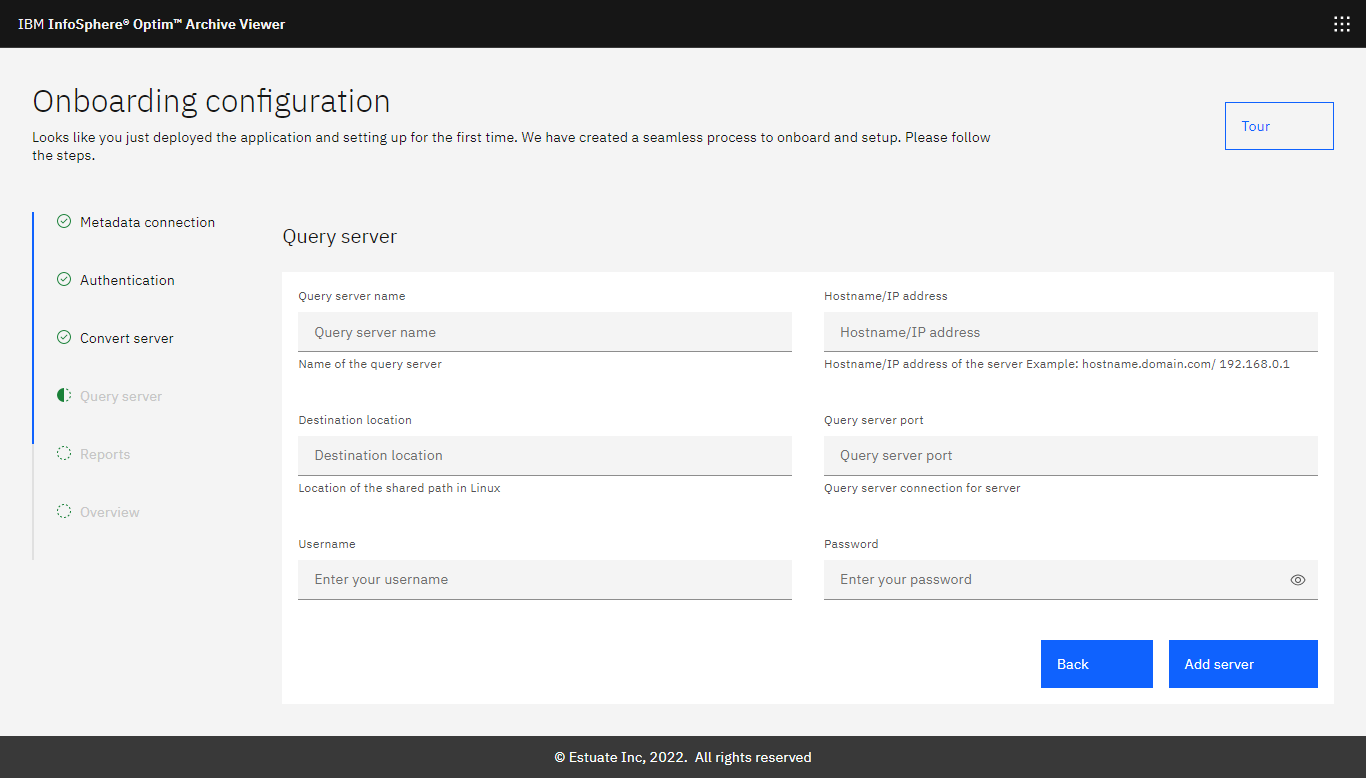 IBM InfoSphere® Optim™ Archive Viewer
Onboarding configuration
Looks like you just deployed the application and setting up for the first time. We have created a seamless process to onboard and setup. Please follow
the steps.
Tour
Metadata connection
Authentication
Convert server
Query server
Reports
Overview
Query server
Query server name
Query server name
Name of the query server
Hostname/IP address
Hostname/IP address
Hostname/IP address of the server Example: hostname.domain.com/ 192.168.0.1
Destination location
Destination location
Location of the shared path in Linux
Query server port
Query server port
Query server connection for server
Username
Enter your username
Password
Enter your password
Back
Add server
© Estuate Inc, 2022. All rights reserved